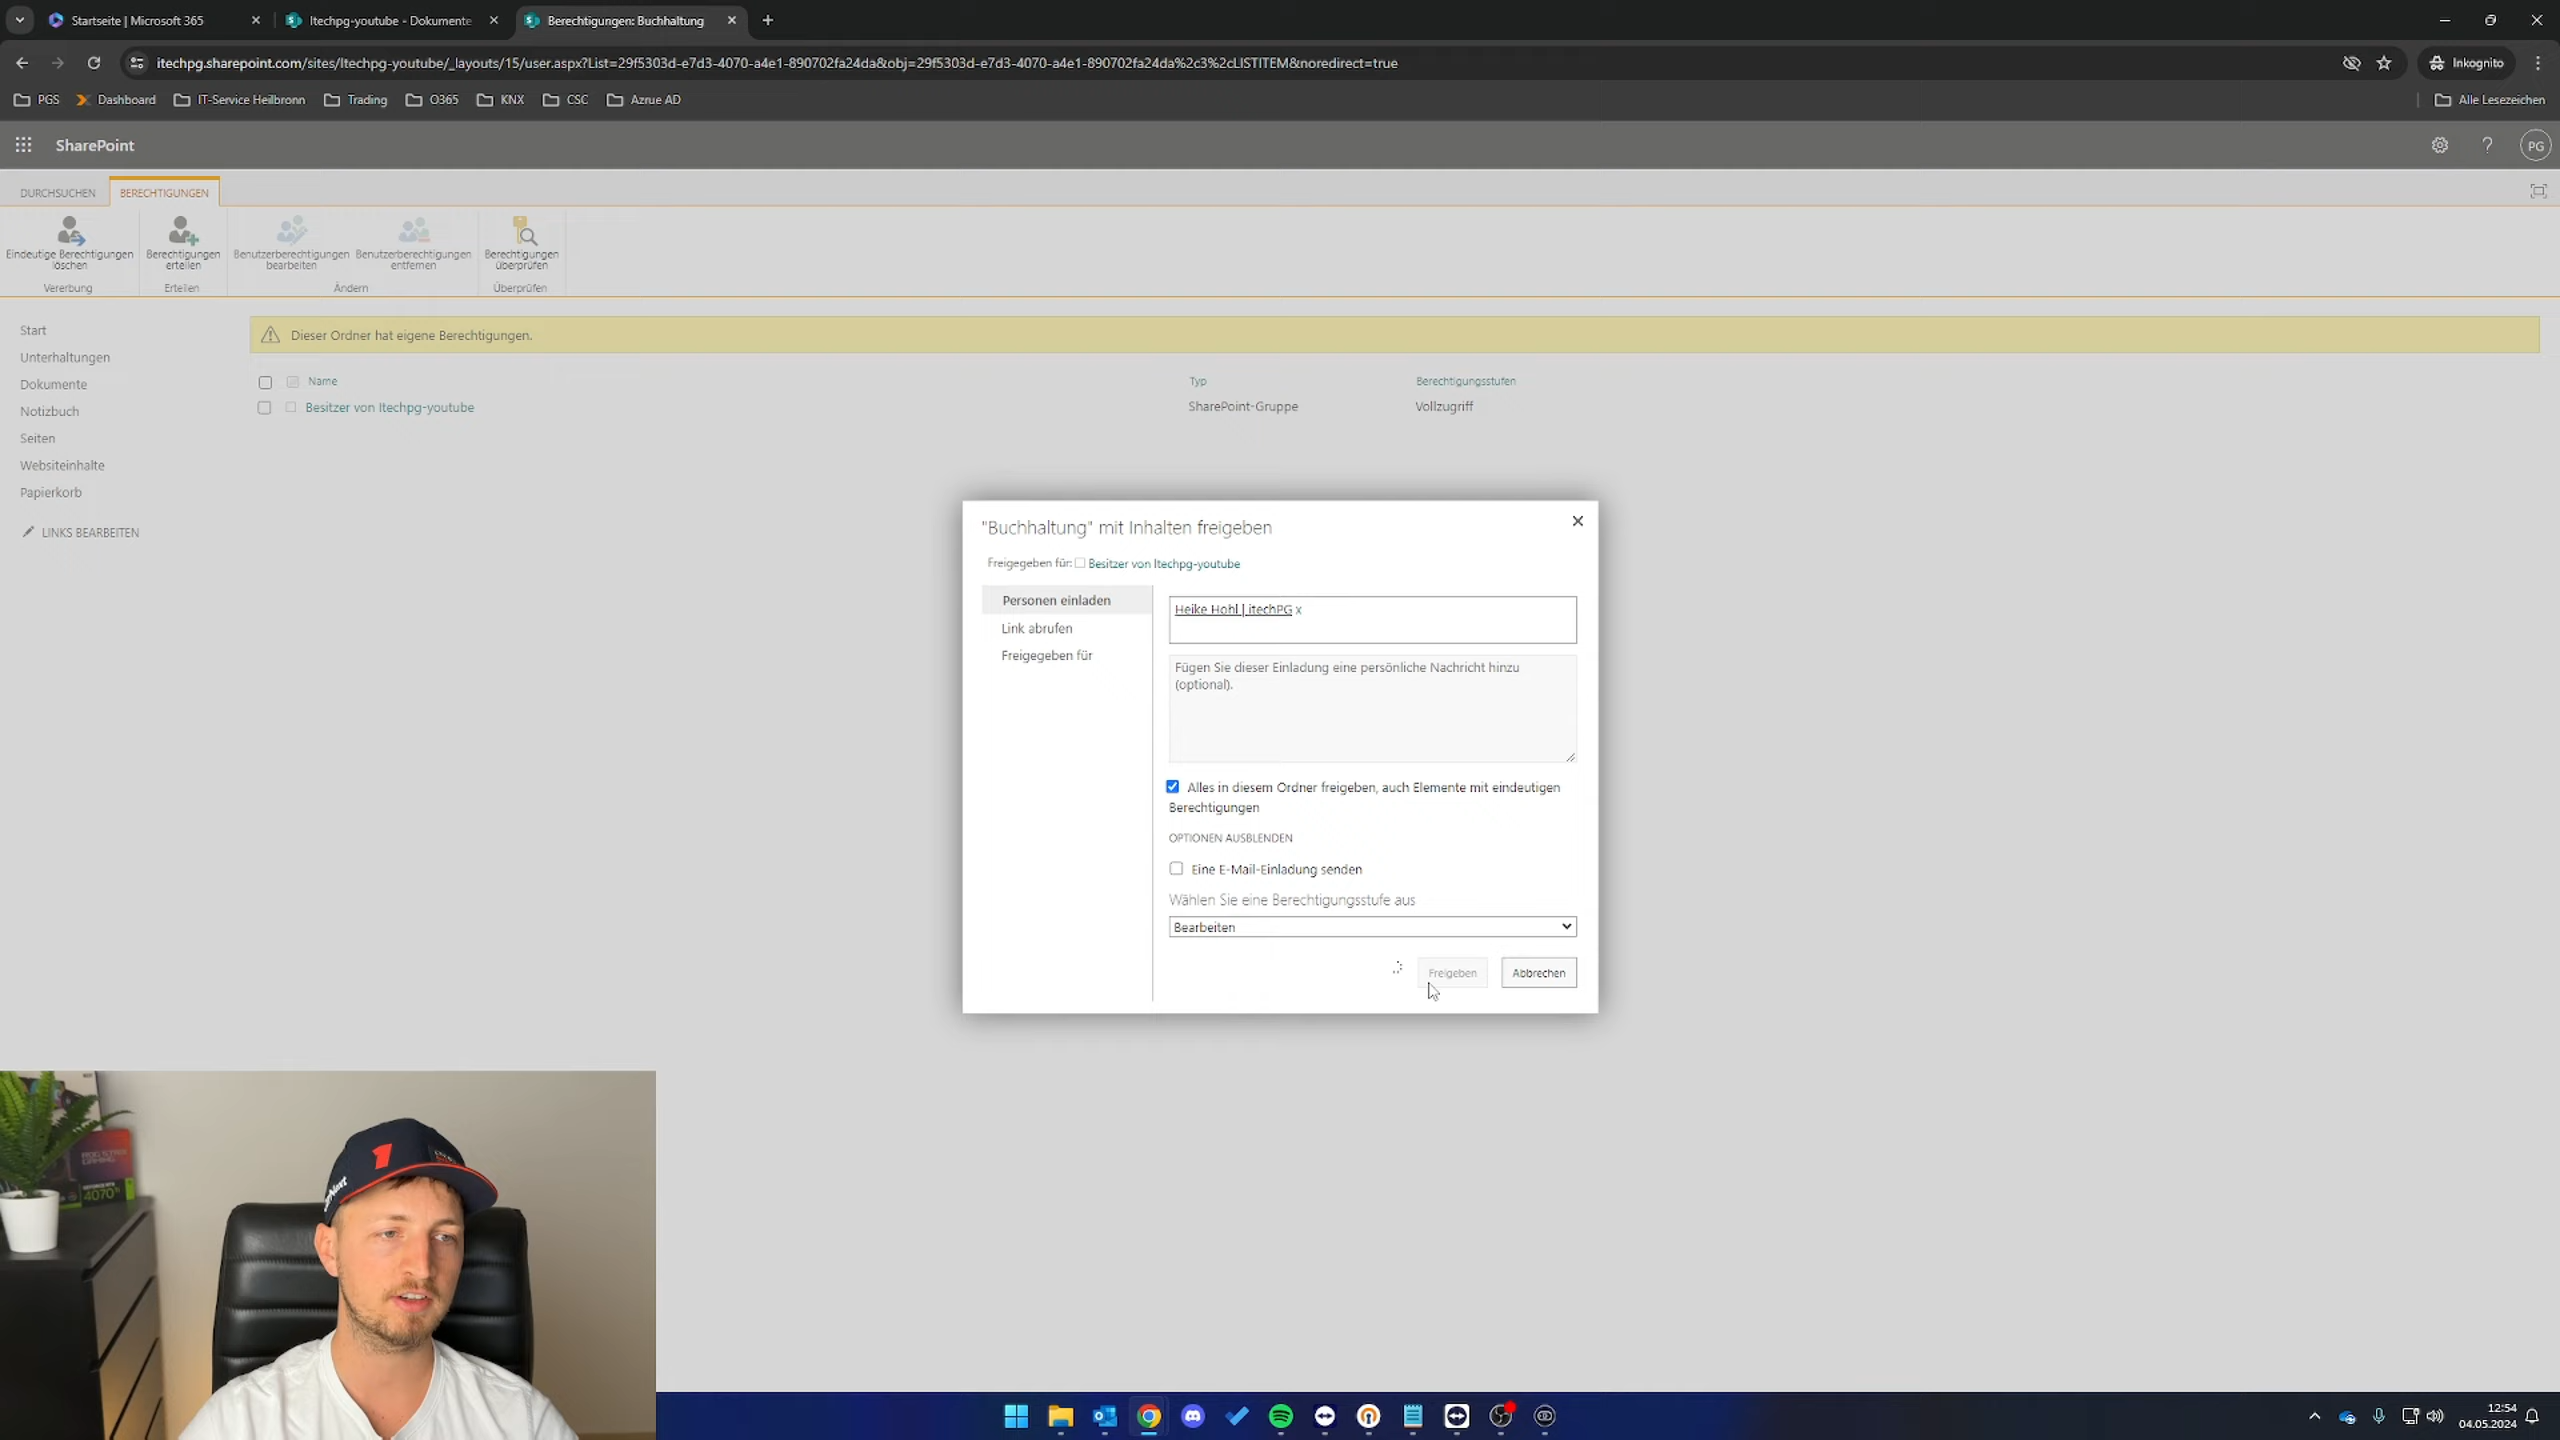 Startseite | Microsoft 365
Itechpg-youtube - Dokumente
Berechtigungen: Buchhaltung
itechpg.sharepoint.com/sites/Itechpg-youtube/_layouts/15/user.aspx?List=29f5303d-e7d3-4070-a4e1-890702fa24da&obj=29f5303d-e7d3-4070-a4e1-890702fa24da%2c3%2cLISTITEM&noredirect=true
Inkognito
PGS
Dashboard
IT-Service Heilbronn
Trading
O365
KNX
CSC
Azrue AD
Alle Lesezeichen
SharePoint
?
PG
DURCHSUCHEN
BERECHTIGUNGEN
Eindeutige Berechtigungen
löschen
Berechtigungen
erteilen
Benutzerberechtigungen
bearbeiten
Benutzerberechtigungen
entfernen
Berechtigungen
überprüfen
Vererbung
Erteilen
Ändern
Überprüfen
Start
Unterhaltungen
Dokumente
Notizbuch
Seiten
Websiteinhalte
Papierkorb
LINKS BEARBEITEN
Dieser Ordner hat eigene Berechtigungen.
Name
Typ
Berechtigungsstufen
Besitzer von Itechpg-youtube
SharePoint-Gruppe
Vollzugriff
"Buchhaltung" mit Inhalten freigeben
Freigegeben für: Besitzer von Itechpg-youtube
Personen einladen
Link abrufen
Freigegeben für
Heike Hohl | itechPG x
Fügen Sie dieser Einladung eine persönliche Nachricht hinzu
(optional).
Alles in diesem Ordner freigeben, auch Elemente mit eindeutigen
Berechtigungen
OPTIONEN AUSBLENDEN
Eine E-Mail-Einladung senden
Wählen Sie eine Berechtigungsstufe aus
Bearbeiten
Freigeben
Abbrechen
ROG STRIX
GAMING
4070 Ti
1
12:54
04.05.2024